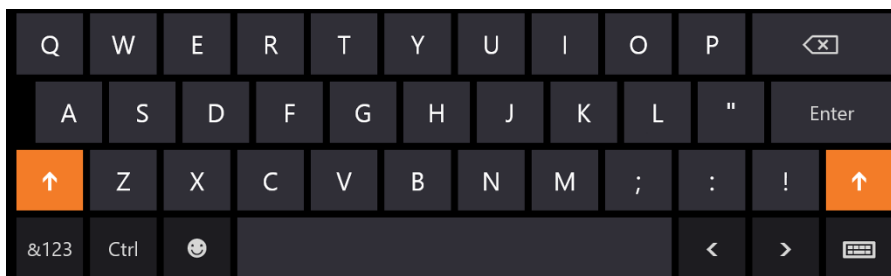 Q W E R T Y U I O P
A S D F G H J K L " Enter
Z X C V B N M ; : !
&123 Ctrl < >